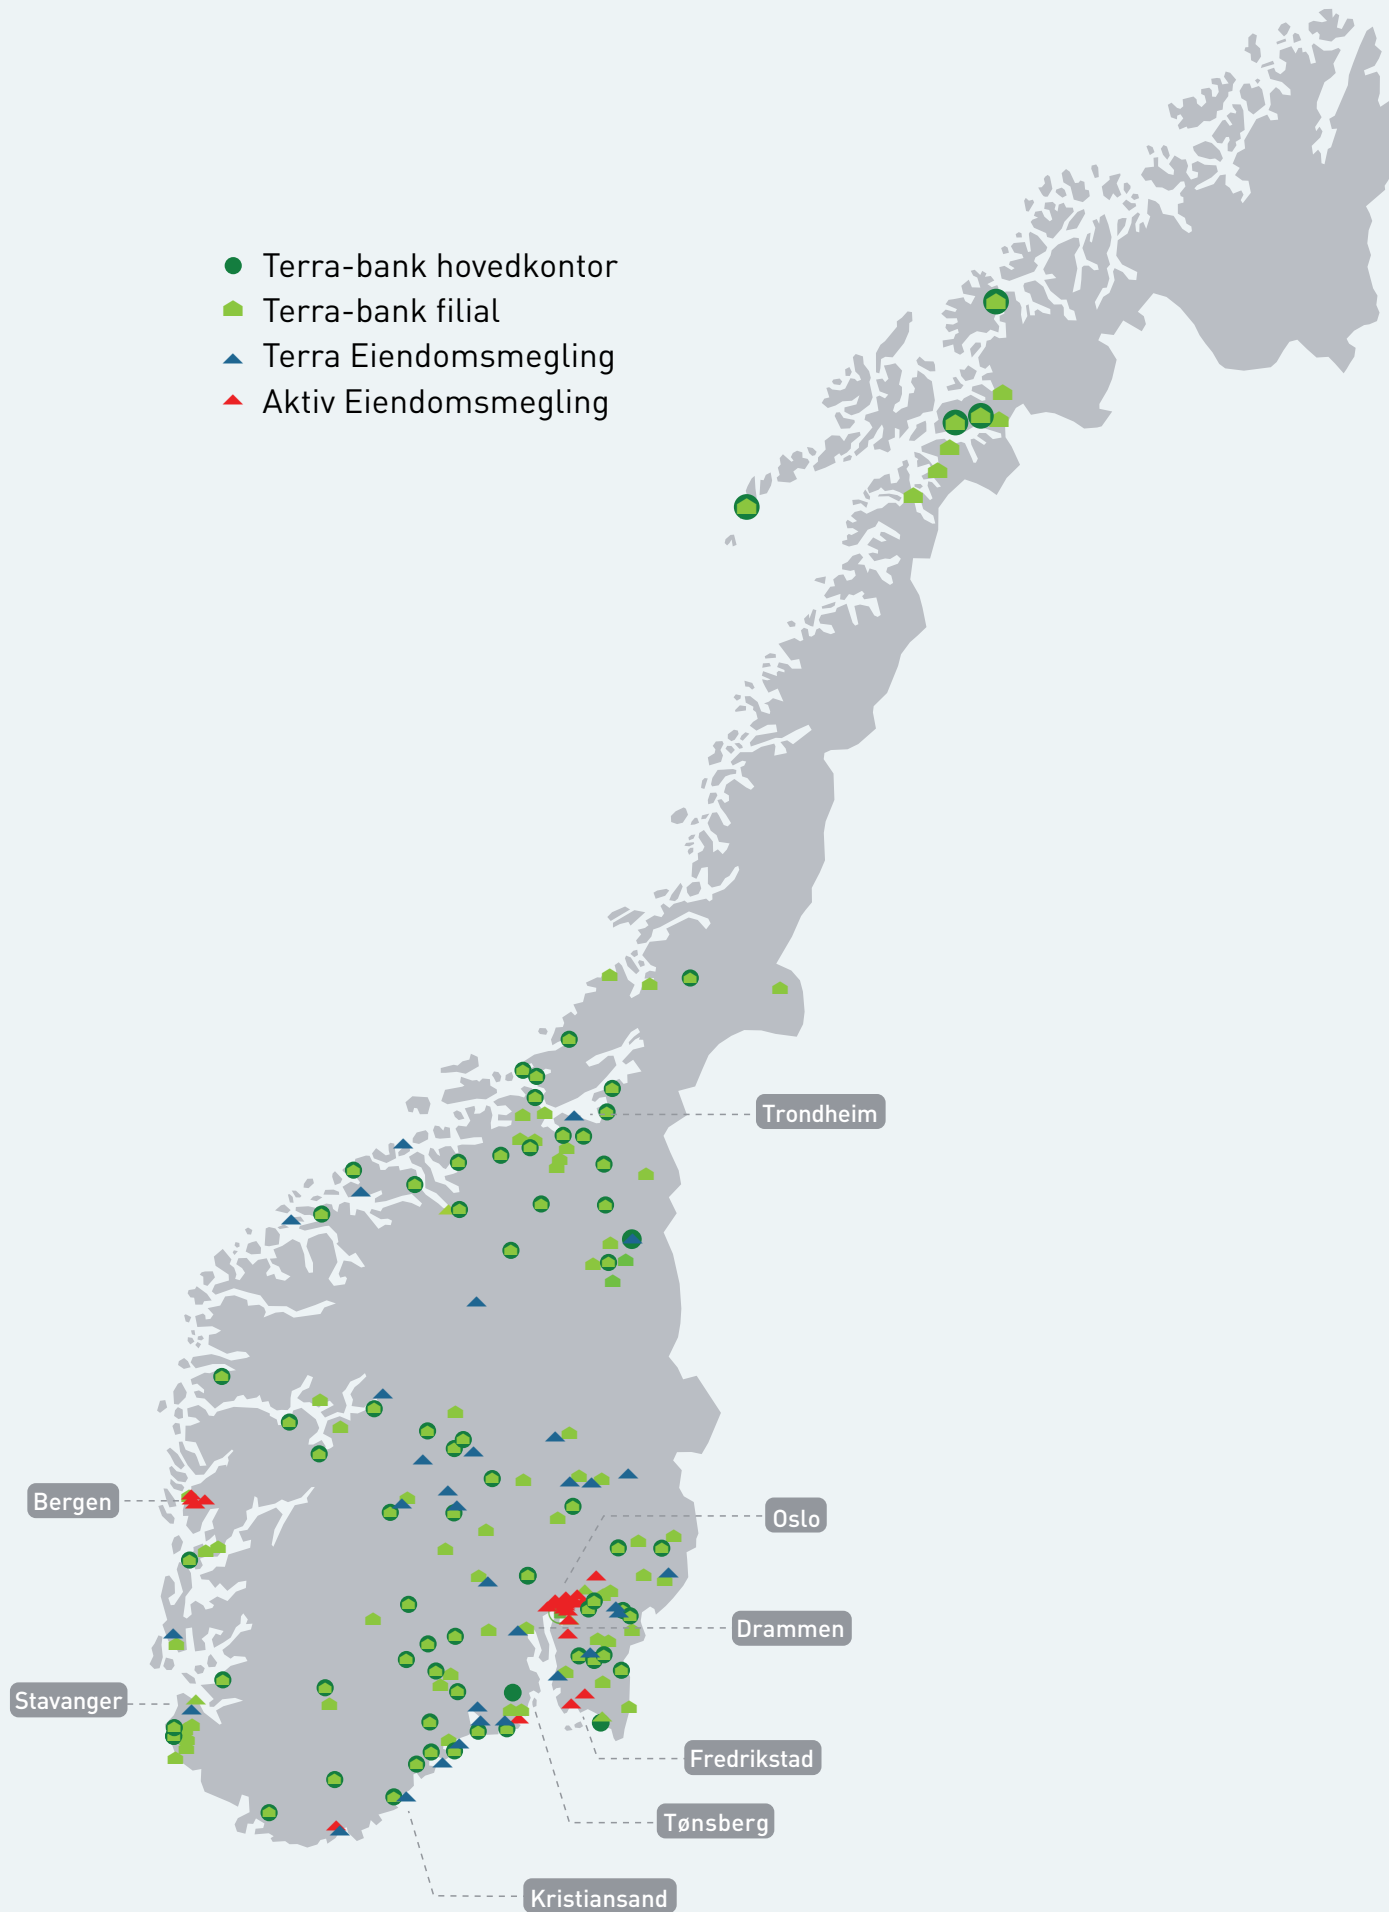 Terra-bank hovedkontor
Terra-bank filial
Terra Eiendomsmegling
Aktiv Eiendomsmegling
Trondheim
Bergen
Oslo
Drammen
Stavanger
Fredrikstad
Tønsberg
Kristiansand